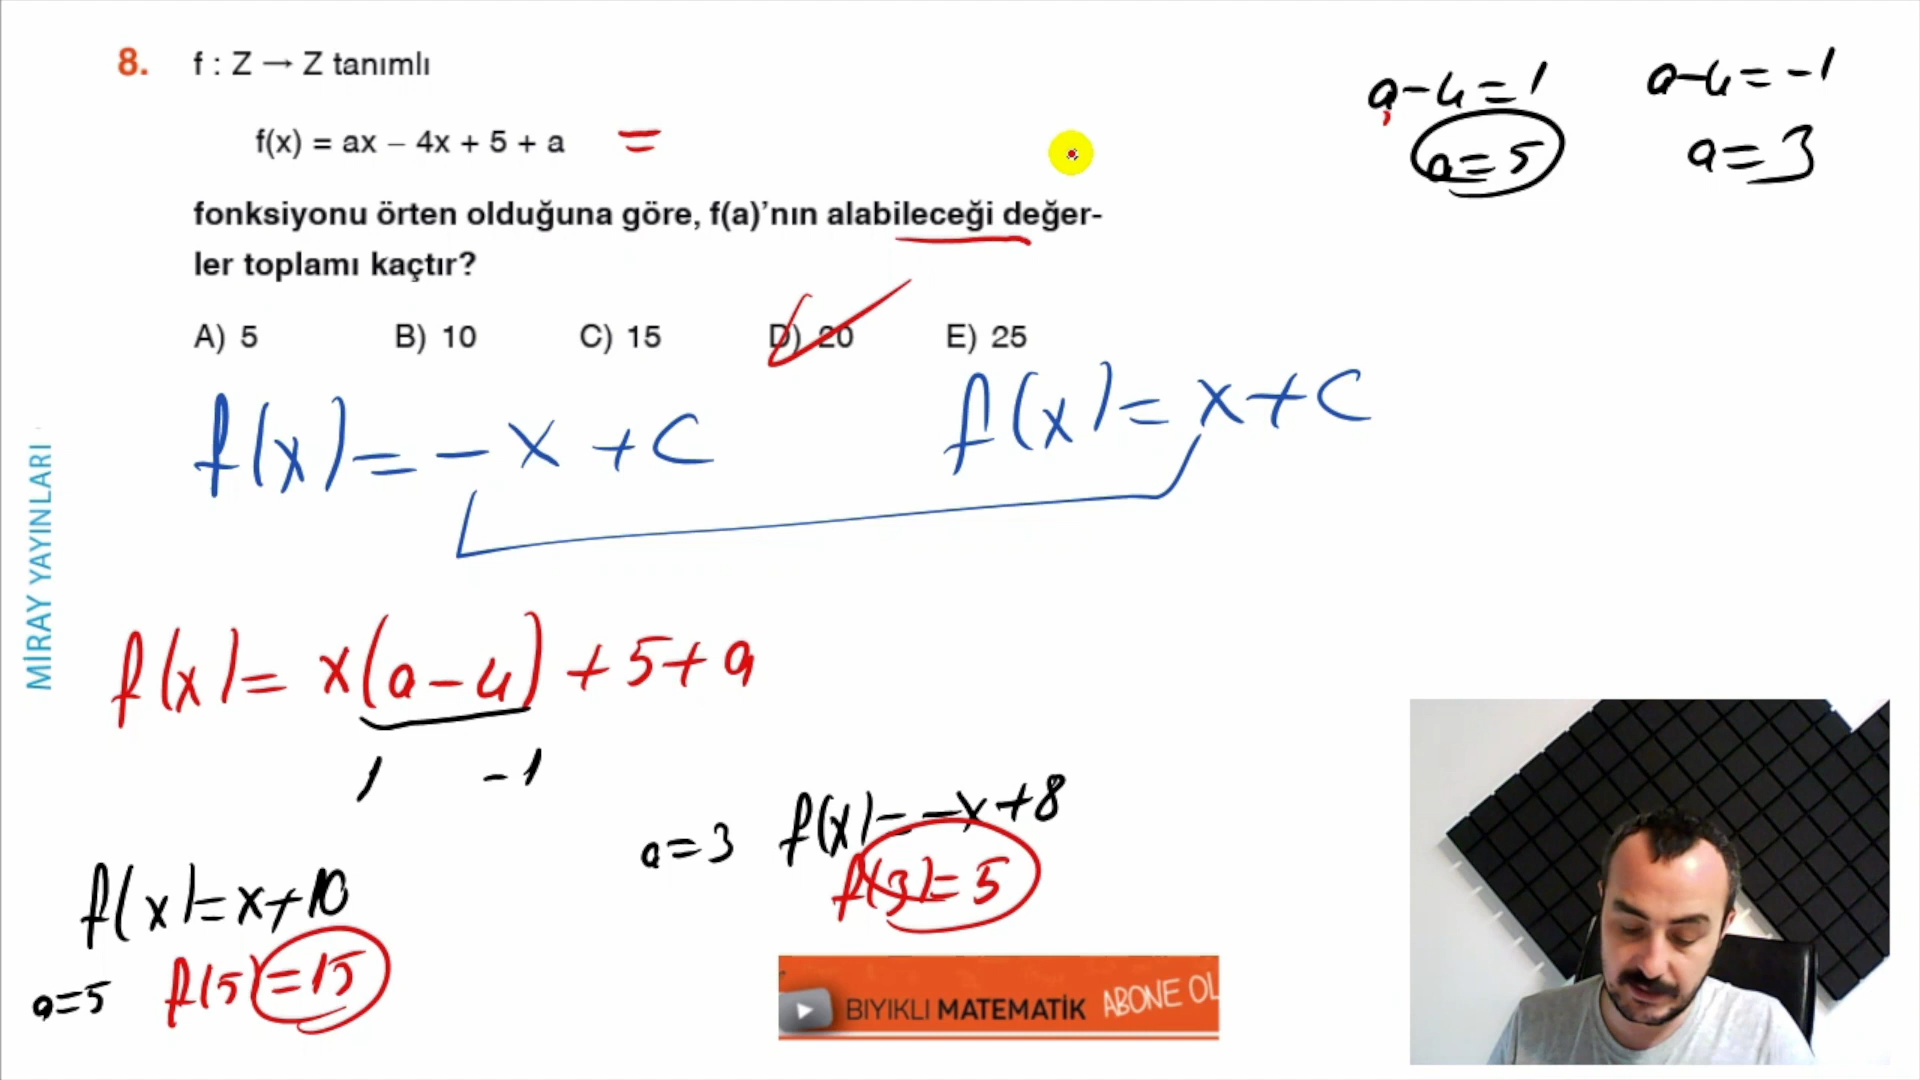 8. f : Z → Z tanımlı
f(x) = ax – 4x + 5 + a =
fonksiyonu örten olduğuna göre, f(a)'nın alabileceği değer-
ler toplamı kaçtır?
A) 5 B) 10 C) 15 D) 20 E) 25
a-4=1 a-4=-1
a=5 a=3
f(x)=-x+c f(x)=x+c
MİRAY YAYINLARI
f(x)=x(a-4)+5+a
1 -1
a=3 f(x)=-x+8
f(3)=5
f(x)=x+10
a=5 f(5)=15
BIYIKLI MATEMATİK ABONE OL